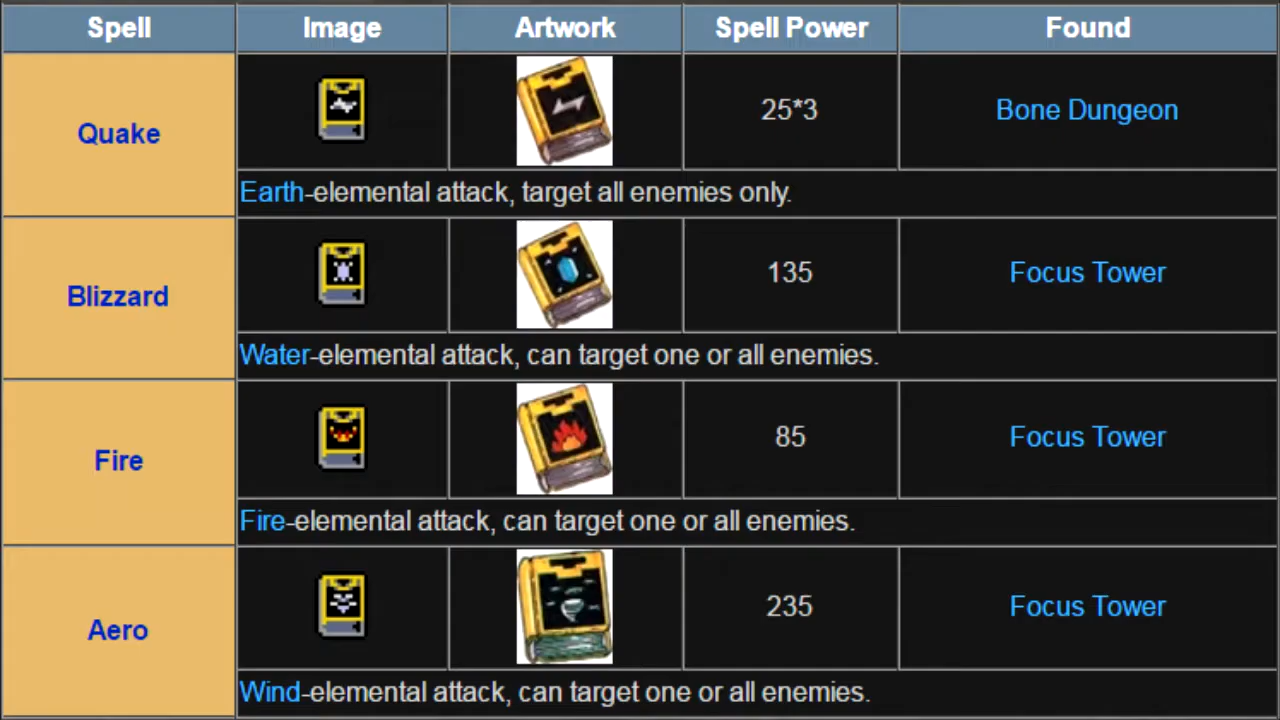 Spell Image Artwork Spell Power Found
Quake 25*3 Bone Dungeon
Earth-elemental attack, target all enemies only.
Blizzard 135 Focus Tower
Water-elemental attack, can target one or all enemies.
Fire 85 Focus Tower
Fire-elemental attack, can target one or all enemies.
Aero 235 Focus Tower
Wind-elemental attack, can target one or all enemies.